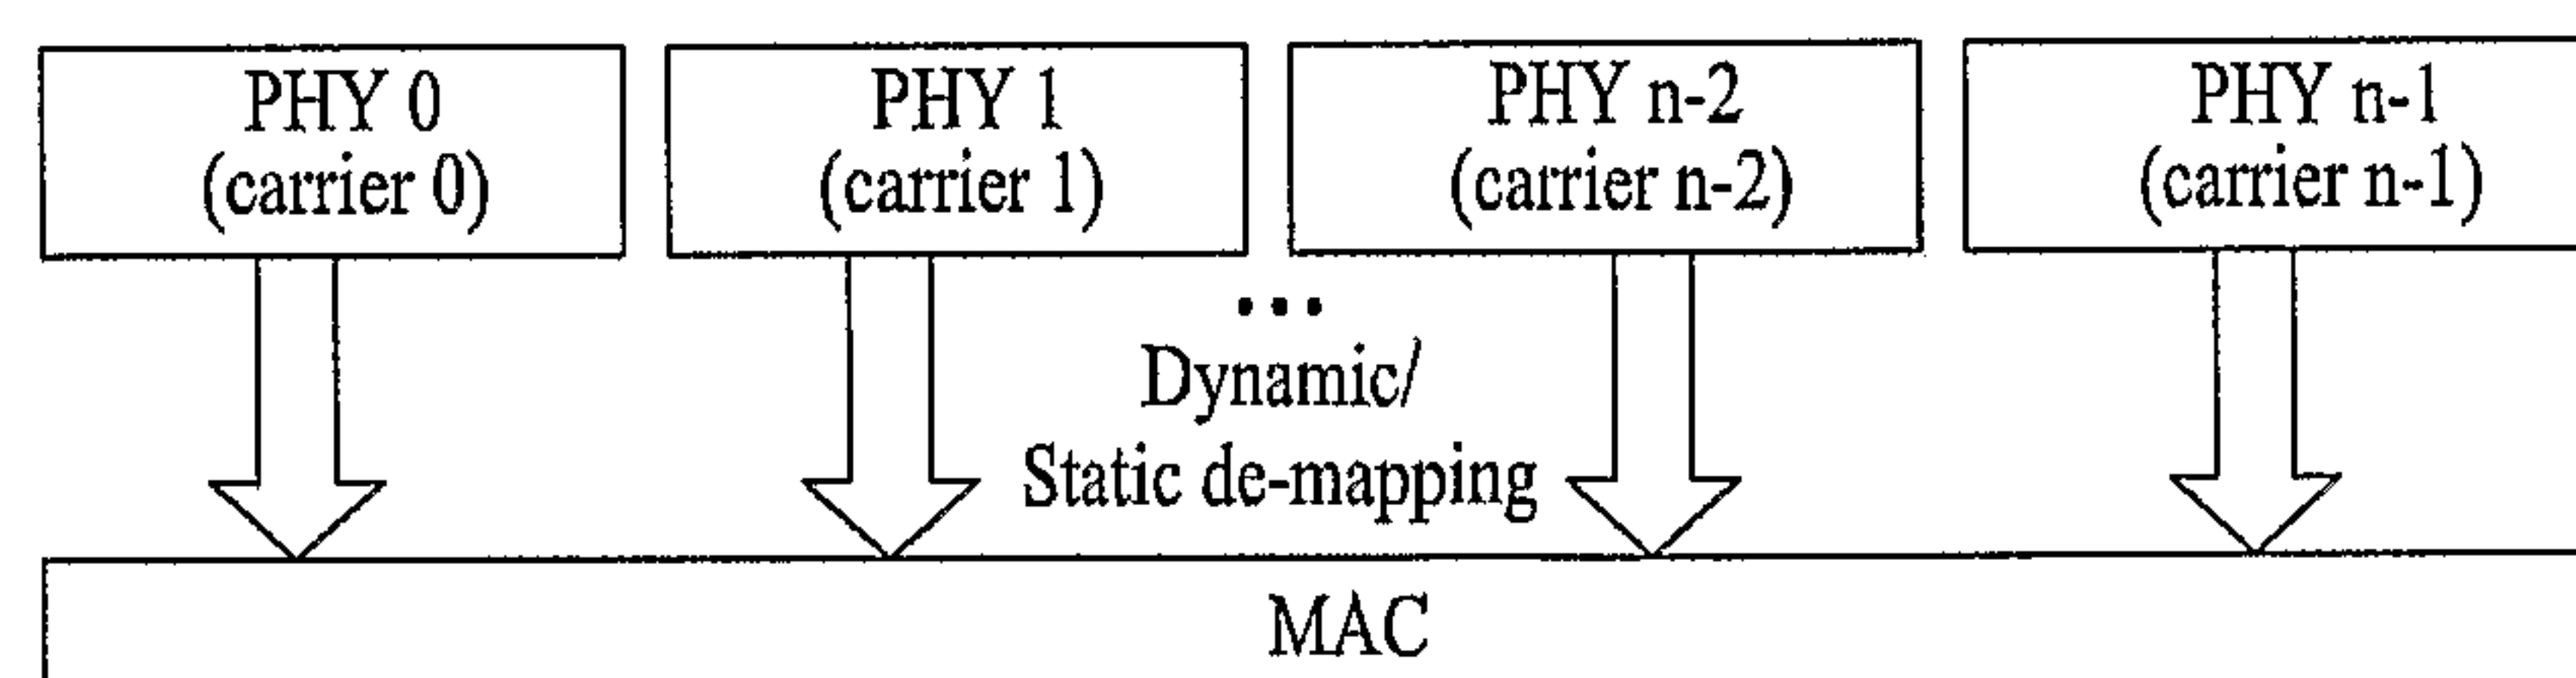 PHY 0
(carrier 0)
PHY 1
(carrier 1)
PHY n-2
(carrier n-2)
PHY n-1
(carrier n-1)
...
Dynamic/
Static de-mapping
MAC